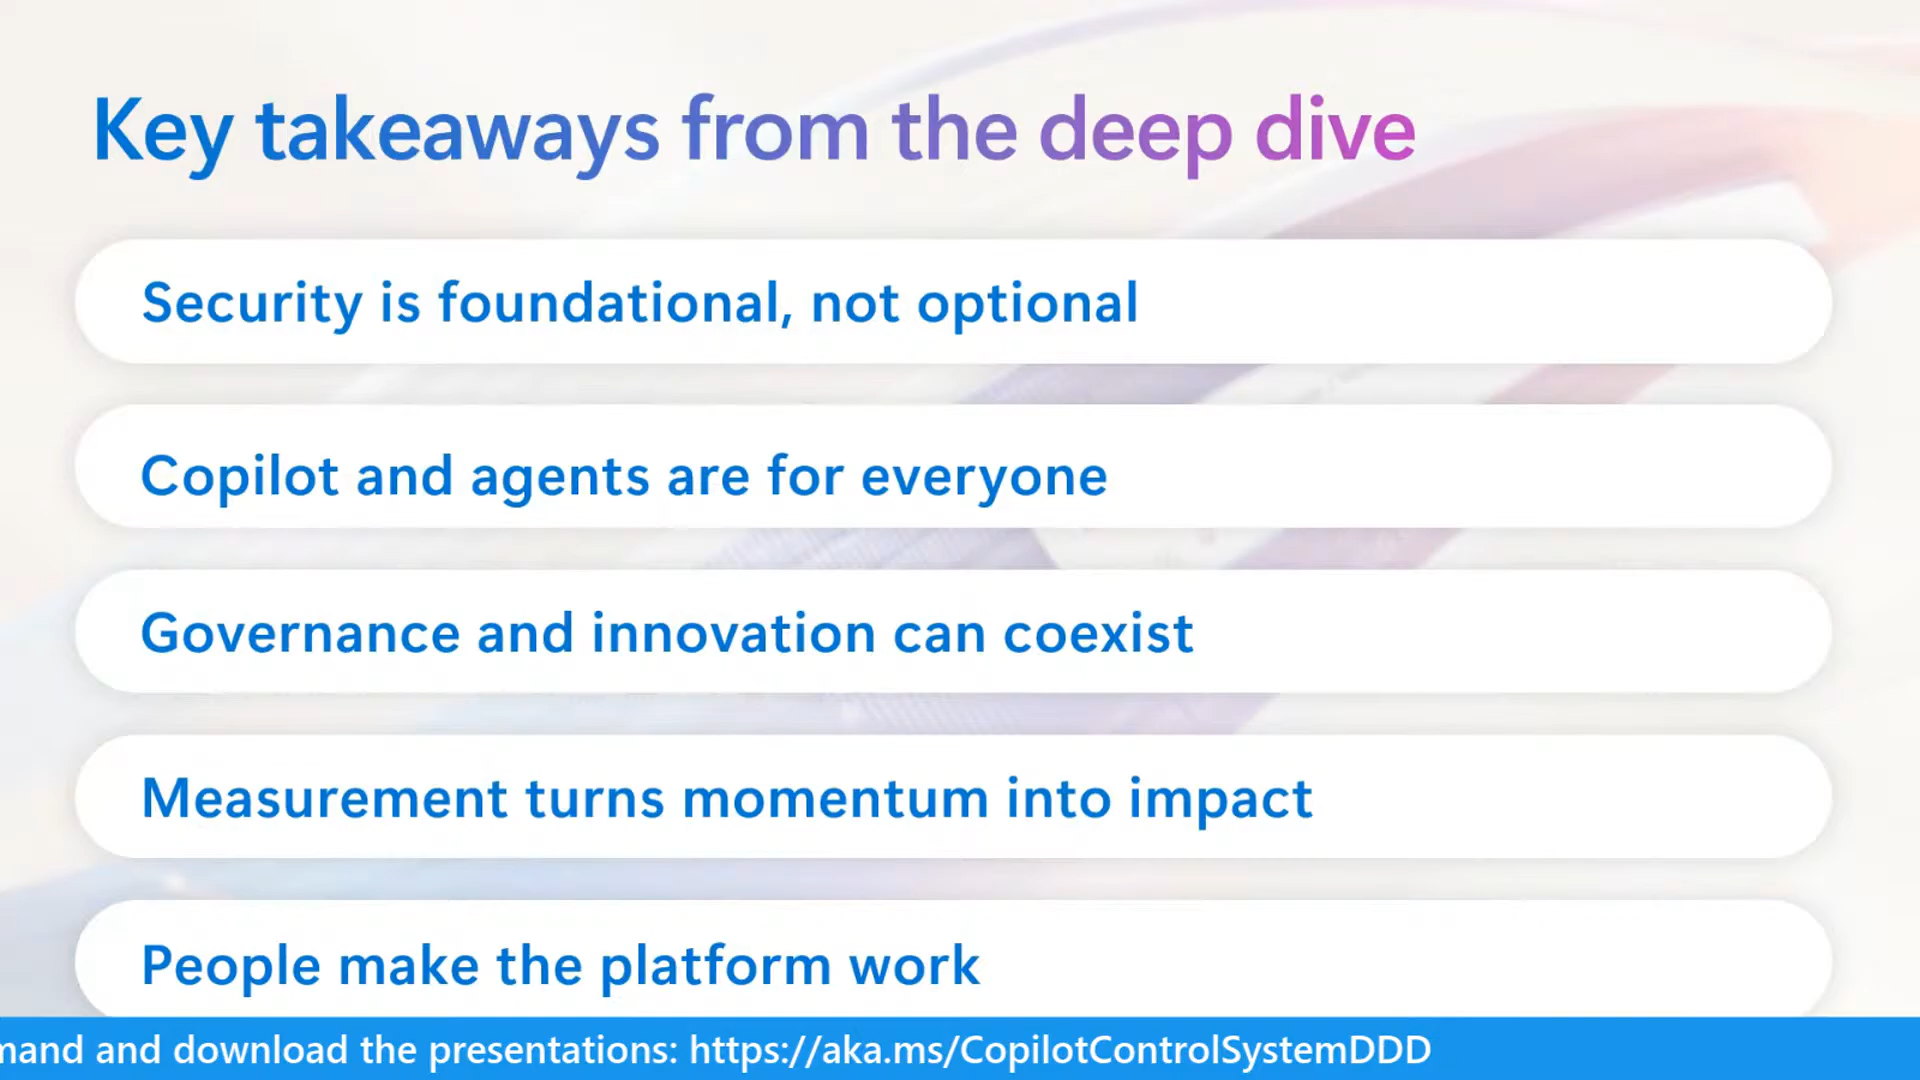 Key takeaways from the deep dive
Security is foundational, not optional
Copilot and agents are for everyone
Governance and innovation can coexist
Measurement turns momentum into impact
People make the platform work
and download the presentations: https://aka.ms/CopilotControlSystemDDD